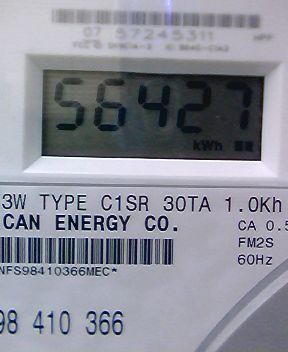 07 57245311
56427
kWh
3W TYPE C1SR 30TA 1.0Kh
CAN ENERGY CO.
CA 0.5
FM2S
60Hz
NFS98410366MEC*
98 410 366